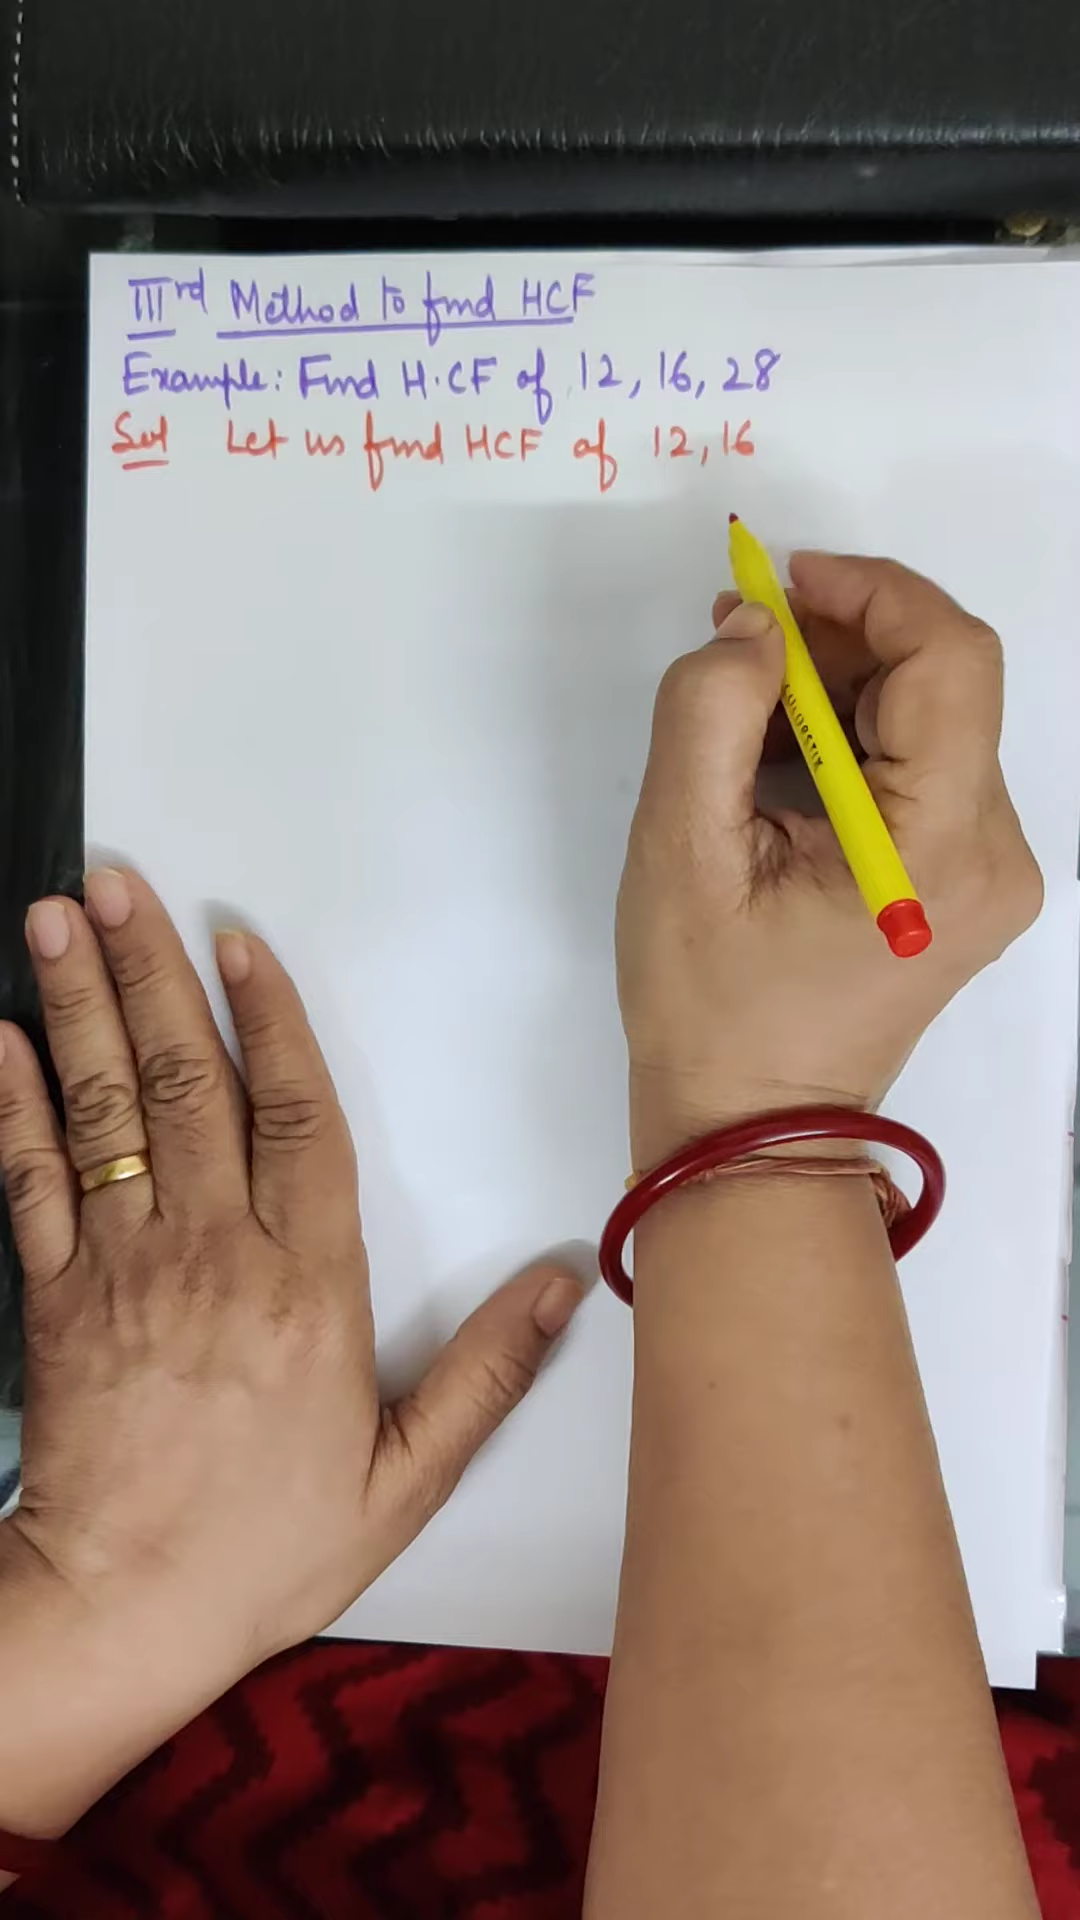 IIIrd Method to find HCF
Example: Find H.CF of 12, 16, 28
Sol Let us find HCF of 12, 16
COLORSTIX